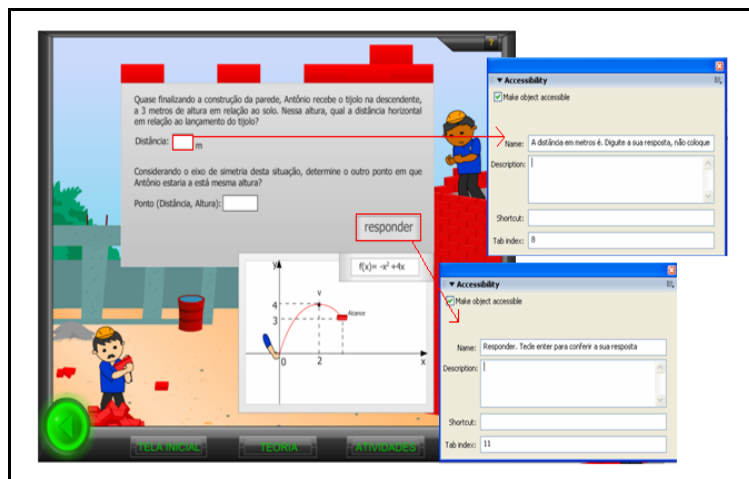 ?
Quase finalizando a construção da parede, Antônio recebe o tijolo na descendente,
a 3 metros de altura em relação ao solo. Nessa altura, qual a distância horizontal
em relação ao lançamento do tijolo?
Distância:
m
Considerando o eixo de simetria desta situação, determine o outro ponto em que
Antônio estaria a está mesma altura?
Ponto (Distância, Altura):
responder
f(x)= -x² +4x
y
v
4
3
Alcance
0
2
x
TELA INICIAL
TEORIA
ATIVIDADES
Accessibility
Make object accessible
Name: A distância em metros é. Diguite a sua resposta, não coloque
Description:
Shortcut:
Tab index: 8
Accessibility
Make object accessible
Name: Responder. Tecle enter para conferir a sua resposta
Description:
Shortcut:
Tab index: 11